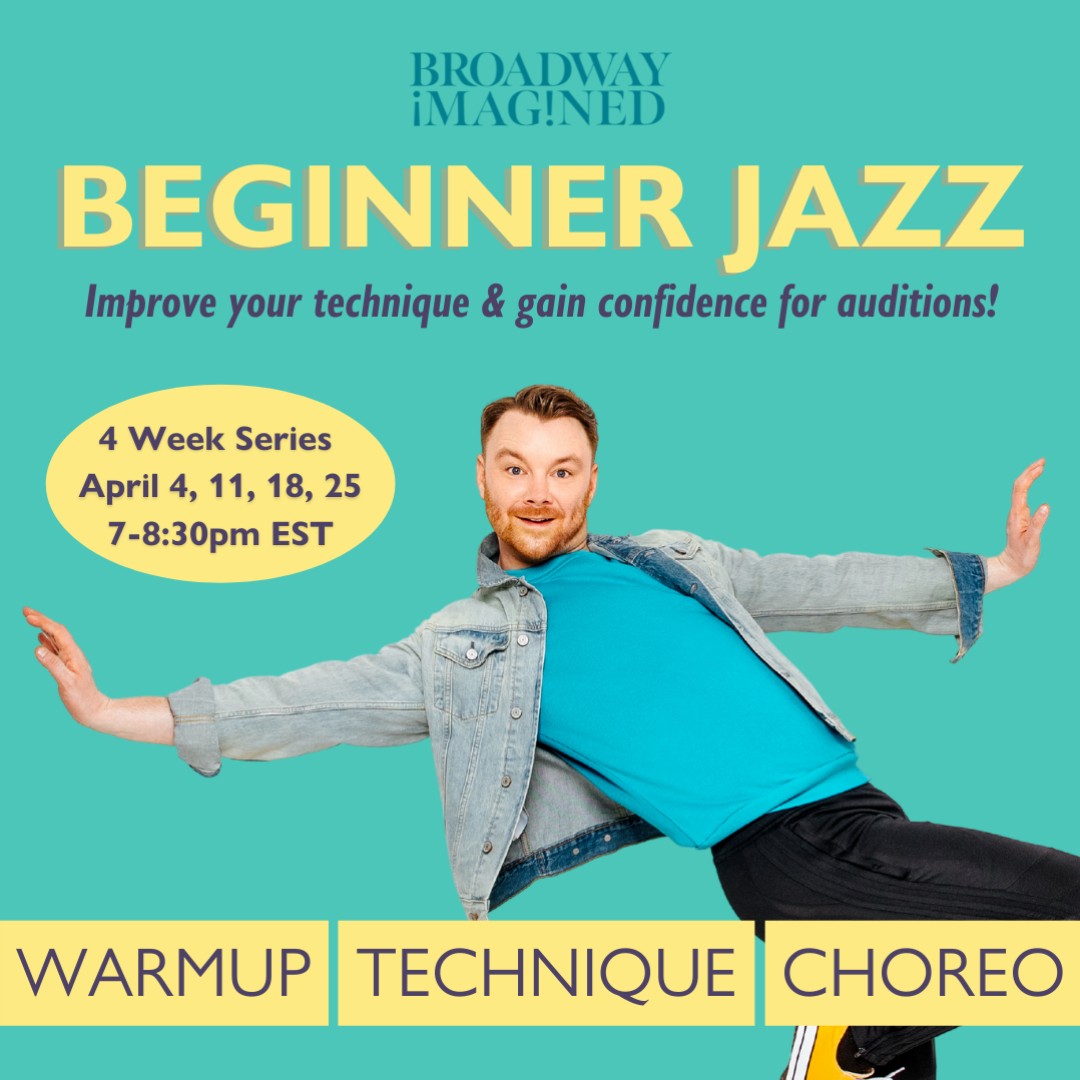 BROADWAY
iMAG!NED
BEGINNER JAZZ
Improve your technique & gain confidence for auditions!
4 Week Series
April 4, 11, 18, 25
7-8:30pm EST
WARMUP
TECHNIQUE
CHOREO